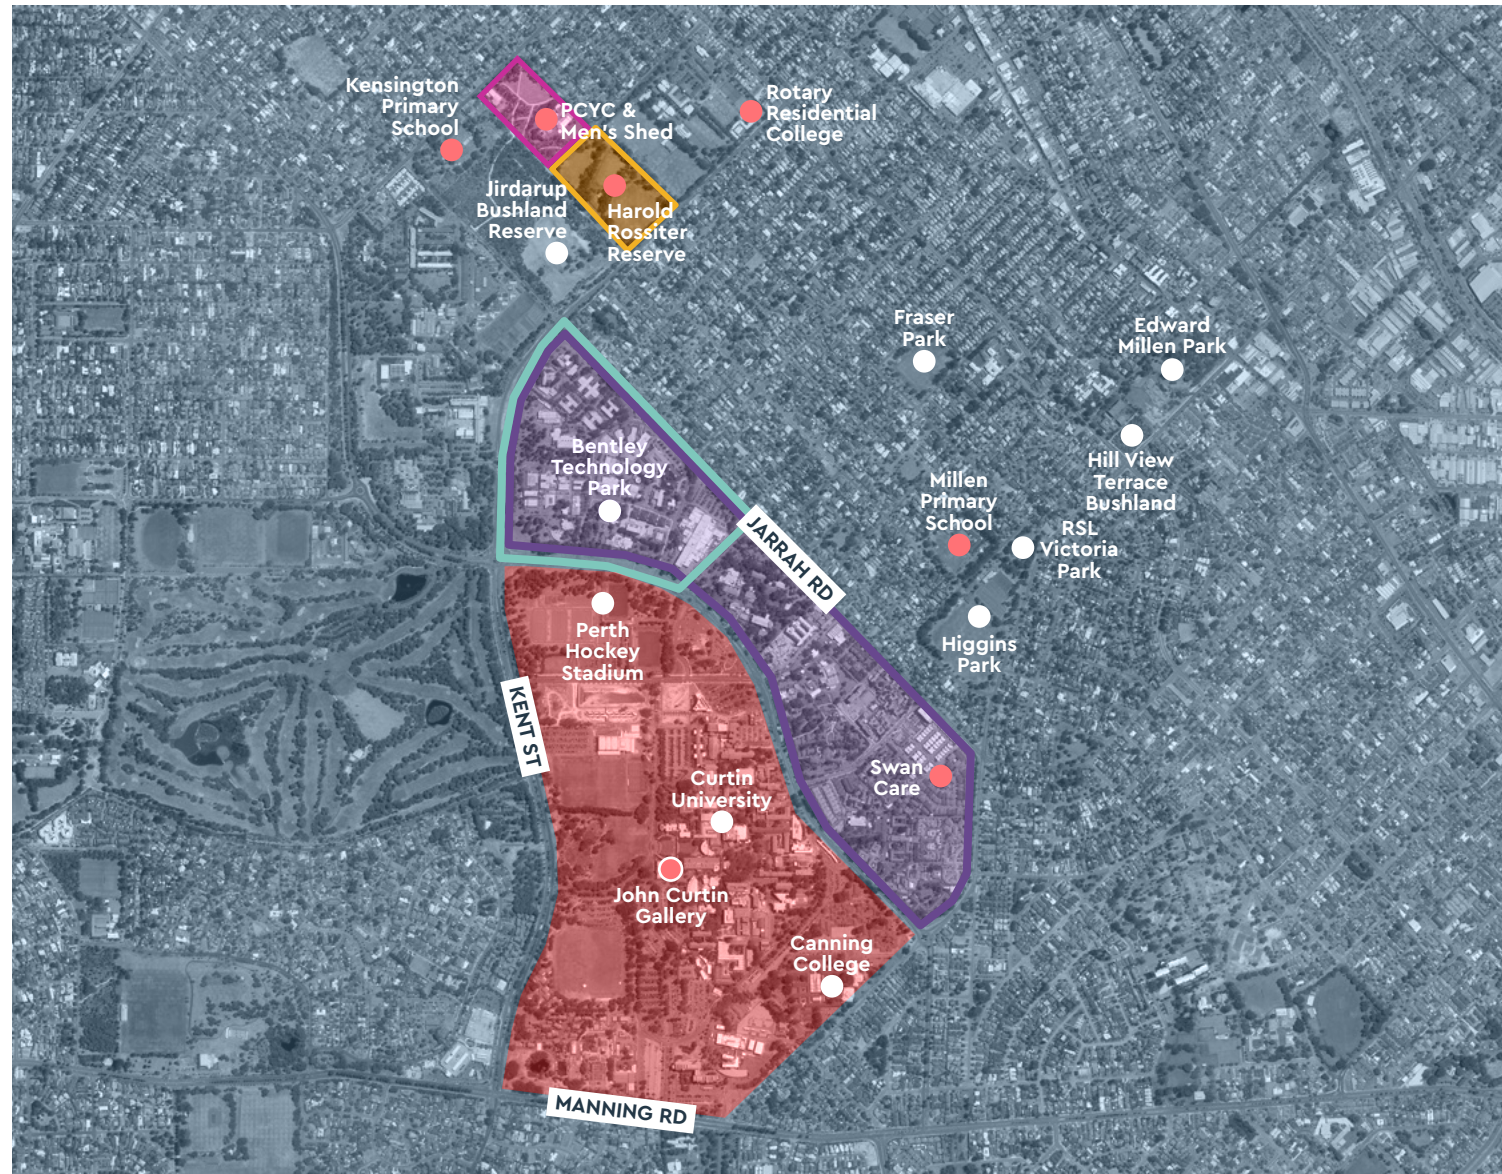 Kensington
Primary
School
PCYC &
Men's Shed
Rotary
Residential
College
Jirdarup
Bushland
Reserve
Harold
Rossiter
Reserve
Fraser
Park
Edward
Millen Park
Bentley
Technology
Park
Hill View
Terrace
Bushland
Millen
Primary
School
RSL
Victoria
Park
JARRAH RD
Perth
Hockey
Stadium
Higgins
Park
KENT ST
Swan
Care
Curtin
University
John Curtin
Gallery
Canning
College
MANNING RD